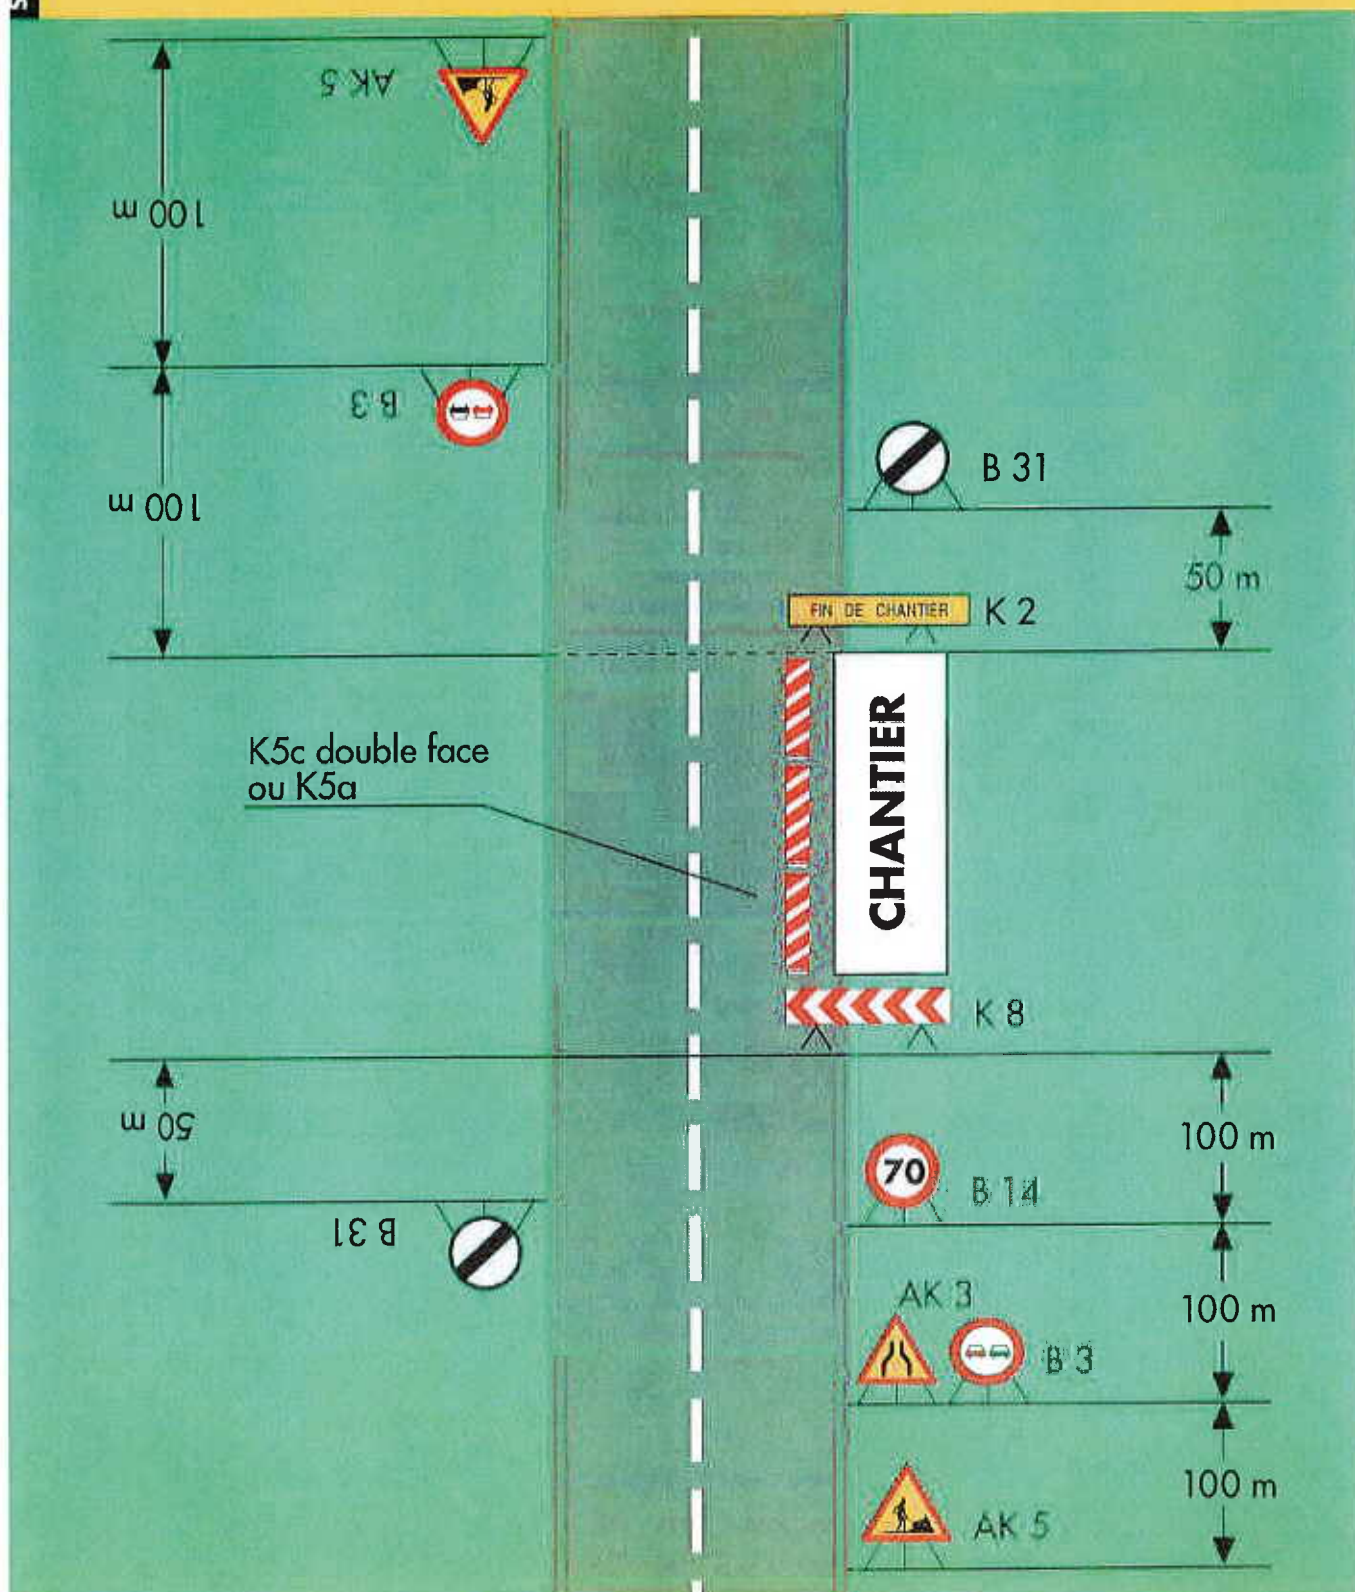 AK 5
100 m
B 3
100 m
B 31
50 m
FIN DE CHANTIER
K 2
K5c double face
ou K5a
CHANTIER
K 8
50 m
B 31
100 m
70
B 14
AK 3
100 m
B 3
100 m
AK 5